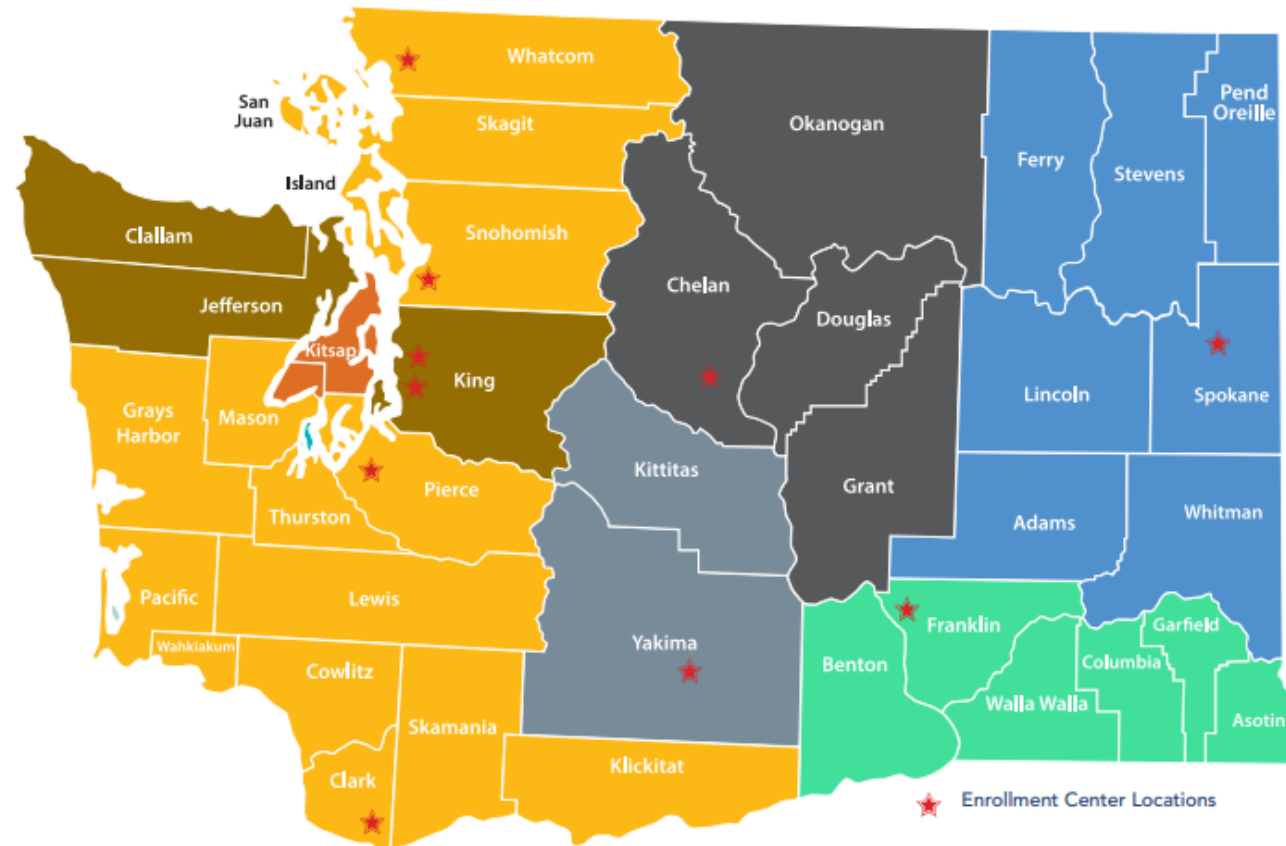 Whatcom
San
Juan
Skagit
Island
Okanogan
Pend
Oreille
Ferry
Stevens
Clallam
Snohomish
Jefferson
Chelan
Douglas
Kitsap
King
Lincoln
Spokane
Grays
Harbor
Mason
Kittitas
Grant
Pierce
Thurston
Adams
Whitman
Pacific
Lewis
Yakima
Franklin
Garfield
Wahkiakum
Benton
Columbia
Cowlitz
Walla Walla
Skamania
Asotin
Klickitat
Clark
Enrollment Center Locations